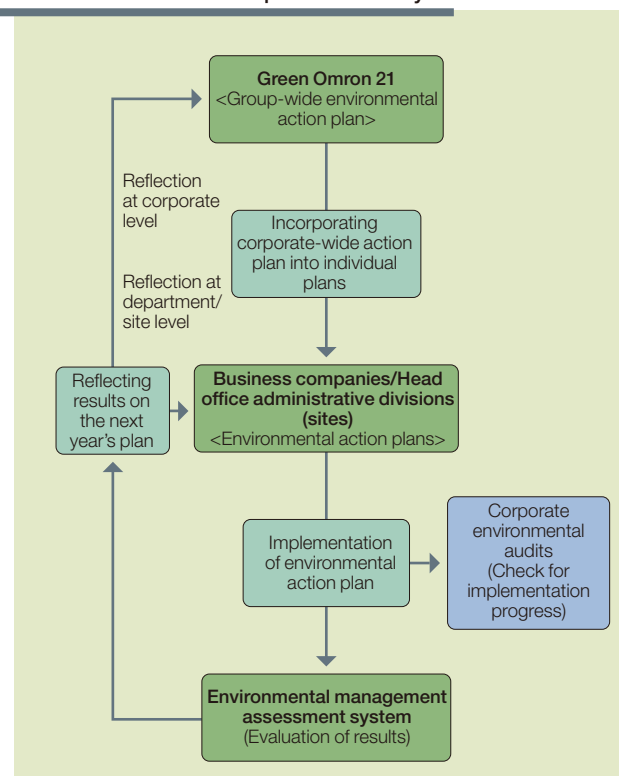 Green Omron 21
<Group-wide environmental
action plan>
Reflection
at corporate
level
Incorporating
corporate-wide action
plan into individual
plans
Reflection at
department/
site level
Reflecting
results on
the next
year's plan
Business companies/Head
office administrative divisions
(sites)
<Environmental action plans>
Implementation
of environmental
action plan
Corporate
environmental
audits
(Check for
implementation
progress)
Environmental management
assessment system
(Evaluation of results)